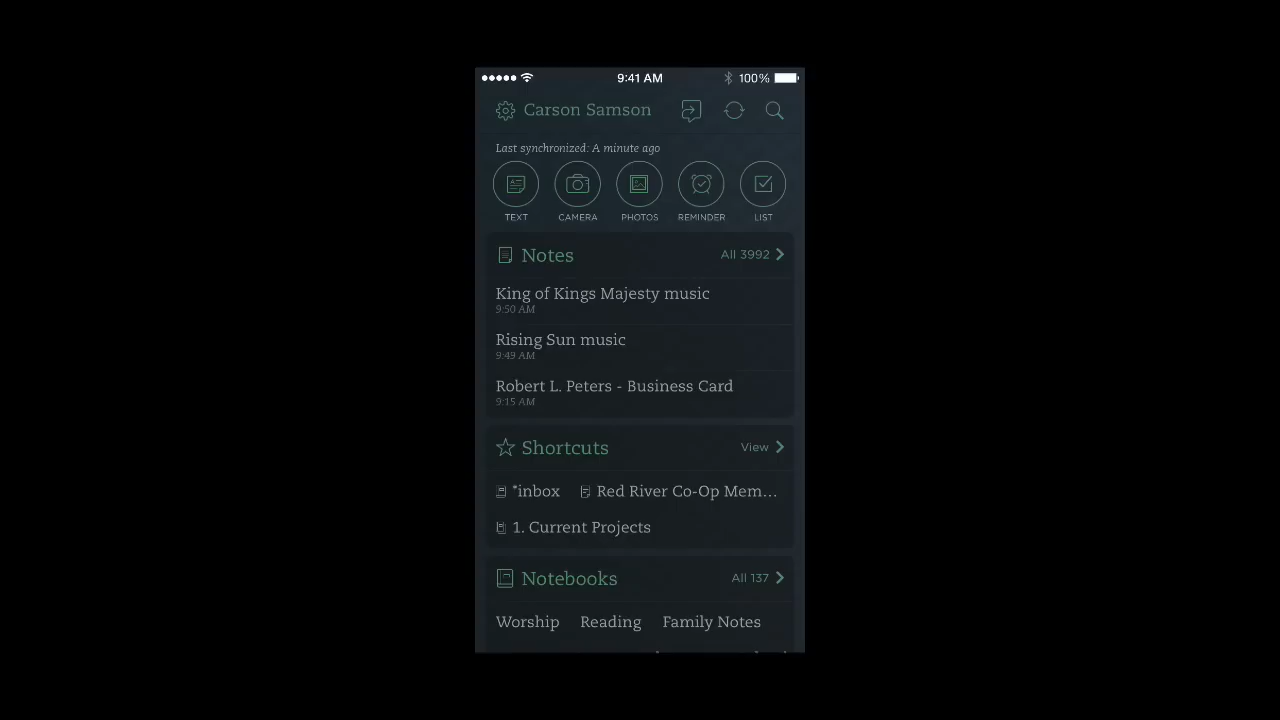 9:41 AM 100%
Carson Samson
Last synchronized: A minute ago
TEXT CAMERA PHOTOS REMINDER LIST
Notes All 3992
King of Kings Majesty music
9:50 AM
Rising Sun music
9:49 AM
Robert L. Peters - Business Card
9:15 AM
Shortcuts View
*inbox Red River Co-Op Mem...
1. Current Projects
Notebooks All 137
Worship Reading Family Notes